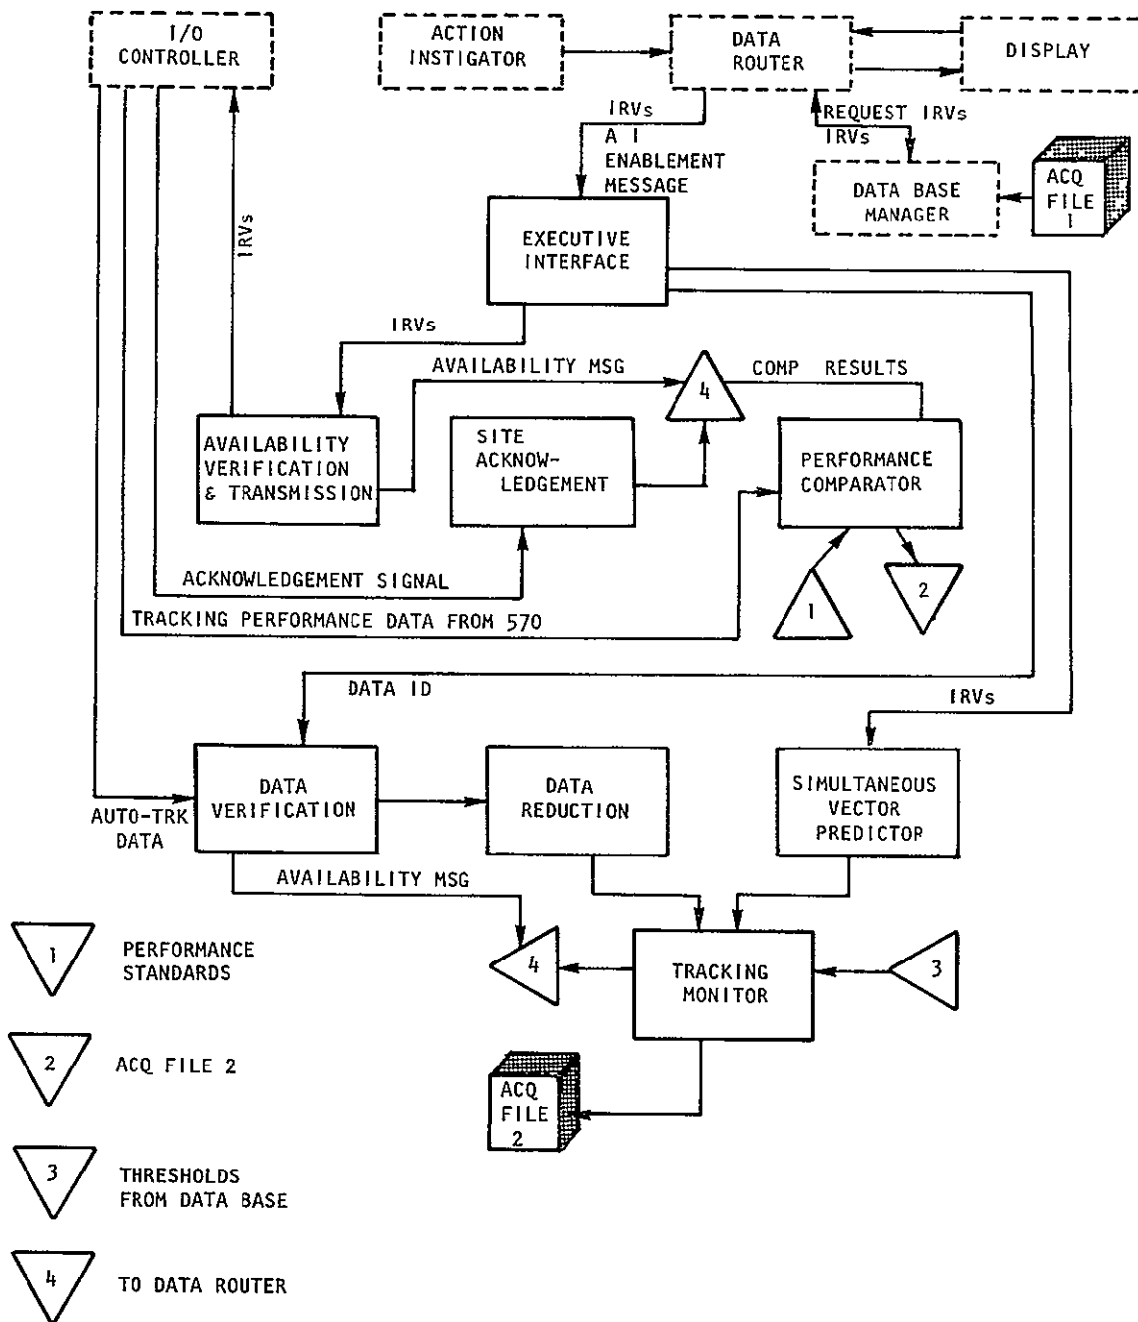 I/O
CONTROLLER
ACTION
INSTIGATOR
DATA
ROUTER
DISPLAY
IRVs
A I
ENABLEMENT
MESSAGE
REQUEST IRVs
IRVs
DATA BASE
MANAGER
ACQ
FILE
1
EXECUTIVE
INTERFACE
IRVs
IRVs
AVAILABILITY MSG
4
COMP RESULTS
AVAILABILITY
VERIFICATION
& TRANSMISSION
SITE
ACKNOW-
LEDGEMENT
PERFORMANCE
COMPARATOR
ACKNOWLEDGEMENT SIGNAL
TRACKING PERFORMANCE DATA FROM 570
1
2
DATA ID
IRVs
AUTO-TRK
DATA
DATA
VERIFICATION
DATA
REDUCTION
SIMULTANEOUS
VECTOR
PREDICTOP
AVAILABILITY MSG
4
TRACKING
MONITOR
3
ACQ
FILE
2
1
PERFORMANCE
STANDARDS
2
ACQ FILE 2
3
THRESHOLDS
FROM DATA BASE
4
TO DATA ROUTER